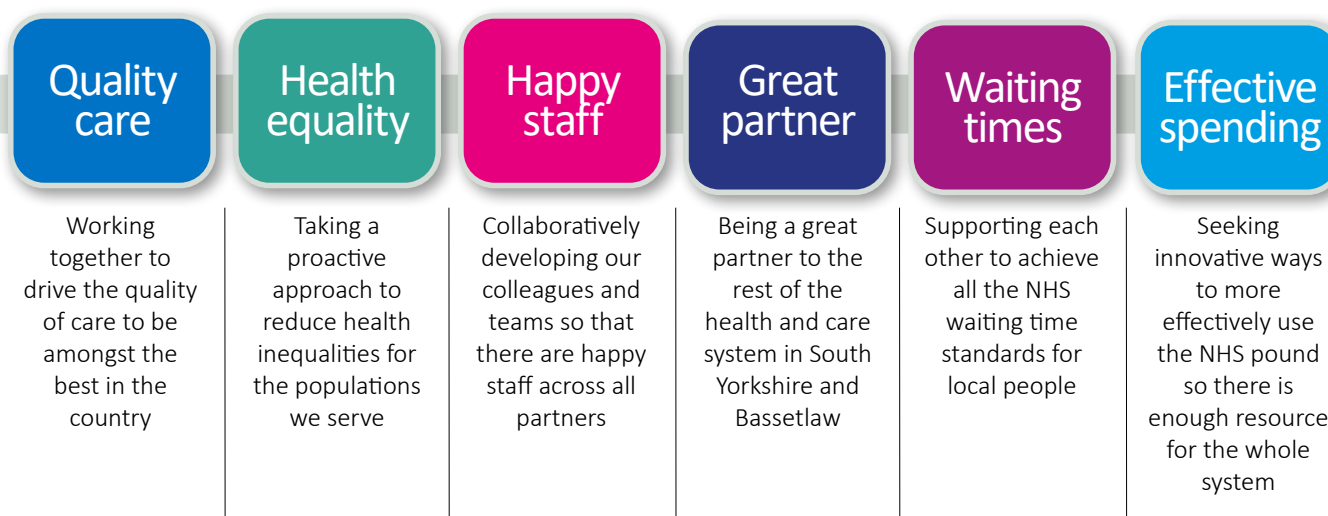 Quality
care
Working
together to
drive the quality
of care to be
amongst the
best in the
country
Health
equality
Taking a
proactive
approach to
reduce health
inequalities for
the populations
we serve
Happy
staff
Collaboratively
developing our
colleagues and
teams so that
there are happy
staff across all
partners
Great
partner
Being a great
partner to the
rest of the
health and care
system in South
Yorkshire and
Bassetlaw
Waiting
times
Supporting each
other to achieve
all the NHS
waiting time
standards for
local people
Effective
spending
Seeking
innovative ways
to more
effectively use
the NHS pound
so there is
enough resource
for the whole
system